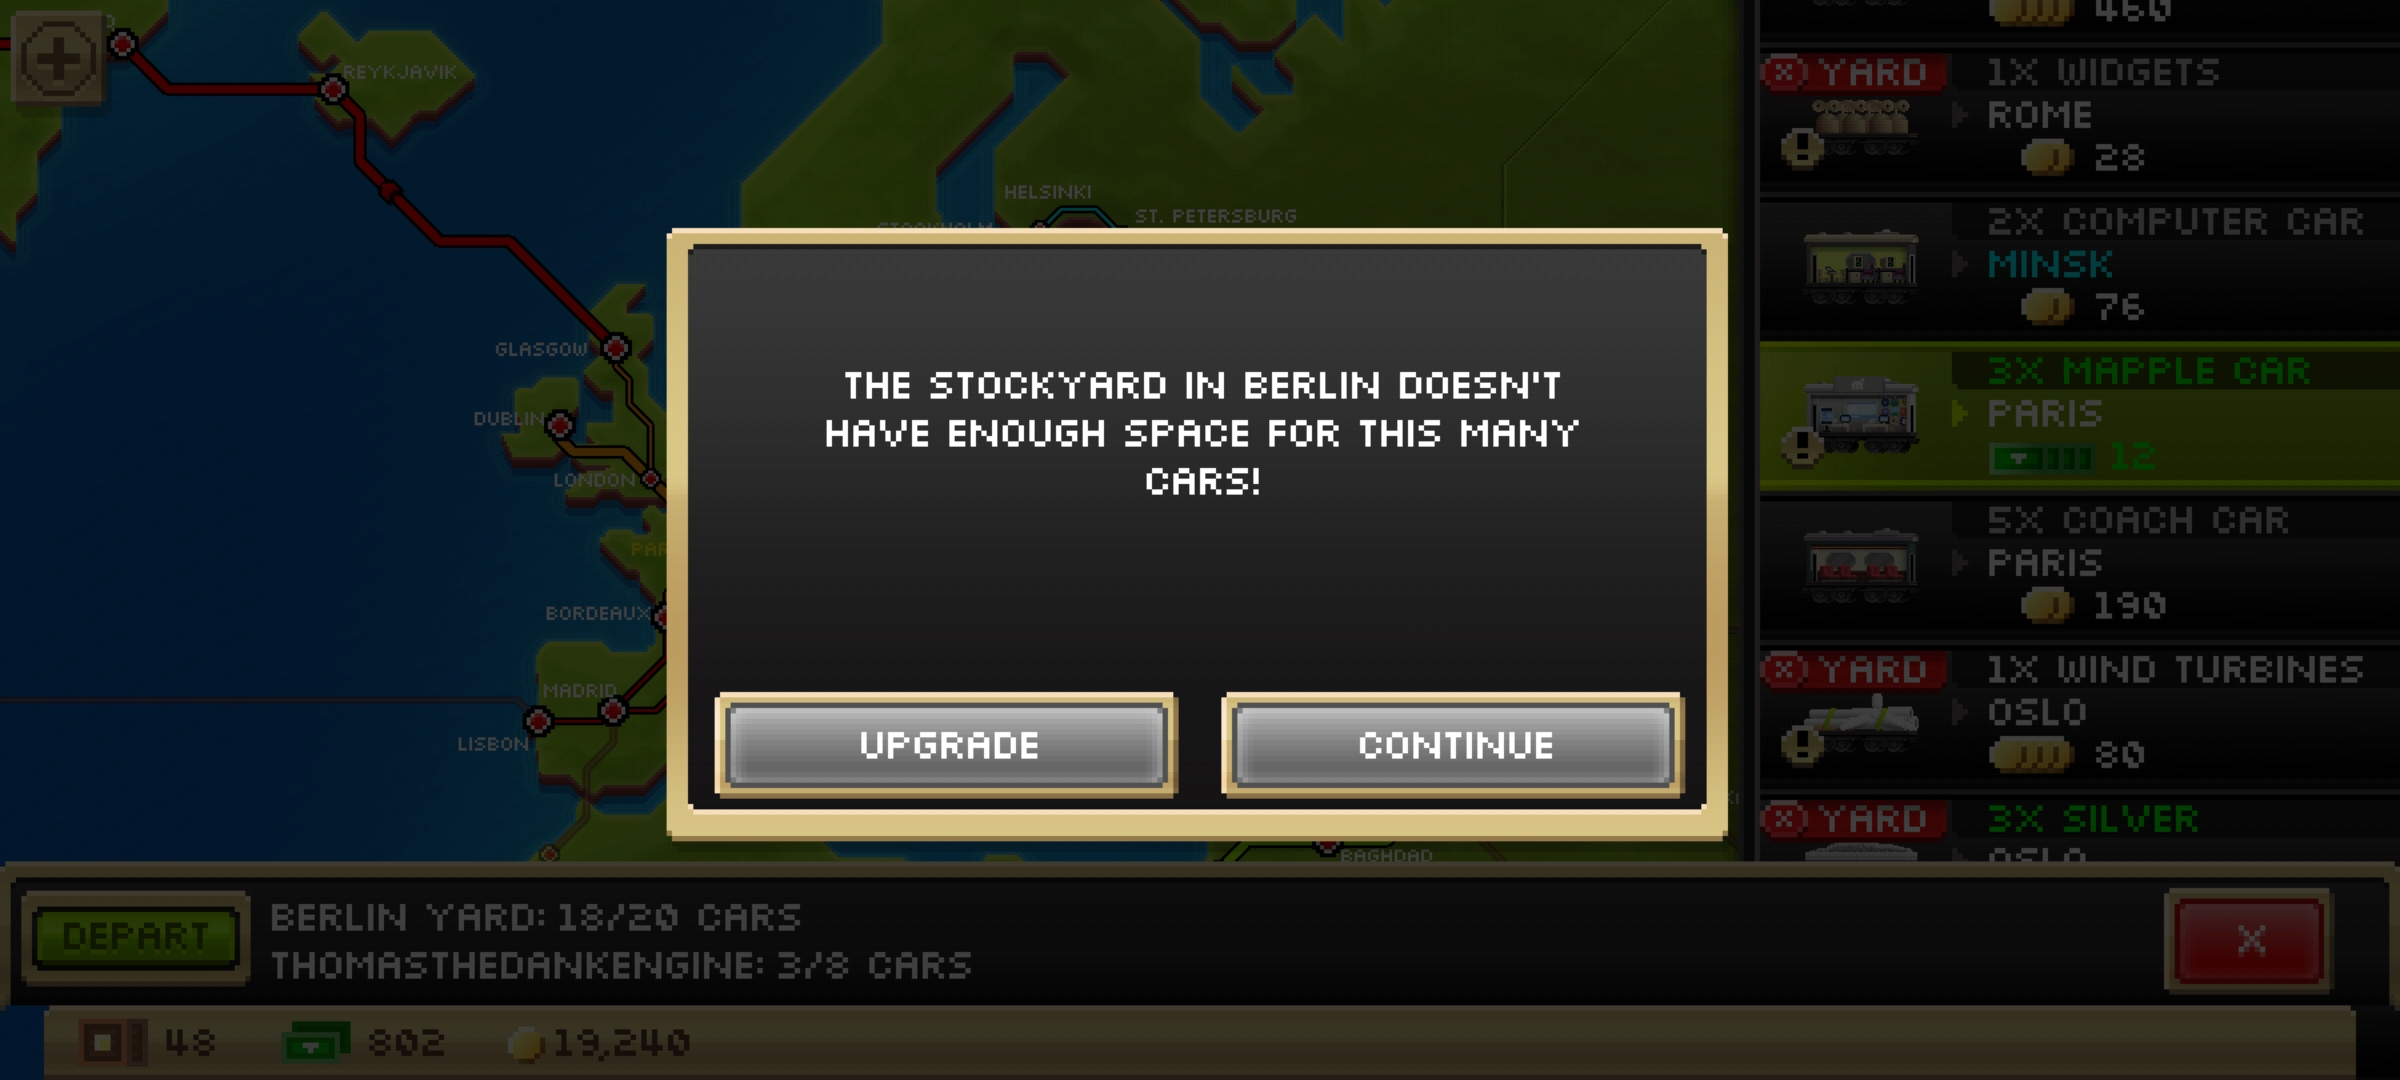 REYKJAVIK
HELSINKI
ST. PETERSBURG
STOCKHOLM
GLASGOW
DUBLIN
LONDON
PAR
BORDEAUX
MADRID
LISBON
BAGHDAD
THE STOCKYARD IN BERLIN DOESN'T
HAVE ENOUGH SPACE FOR THIS MANY
CARS!
UPGRADE
CONTINUE
460
YARD
1X WIDGETS
ROME
28
2X COMPUTER CAR
MINSK
76
3X MAPPLE CAR
PARIS
12
5X COACH CAR
PARIS
190
YARD
1X WIND TURBINES
OSLO
80
YARD
3X SILVER
OSLO
DEPART
BERLIN YARD: 18/20 CARS
THOMASTHEDANKENGINE: 3/8 CARS
X
48
802
19,240